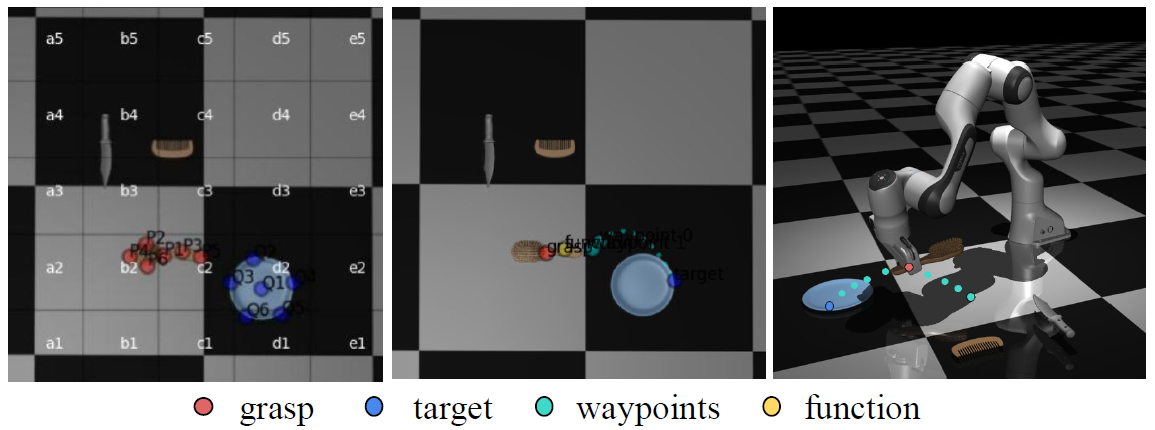 a5 b5 c5 d5 e5
a4 b4 c4 d4 e4
a3 b3 c3 d3 e3
P2
P4 P1 P3 P5
P6
Q2
a2 b2 c2 d2 e2
Q3 Q1 Q4
Q6 Q5
a1 b1 c1 d1 e1
waypoint-0
grasp
target
grasp target waypoints function